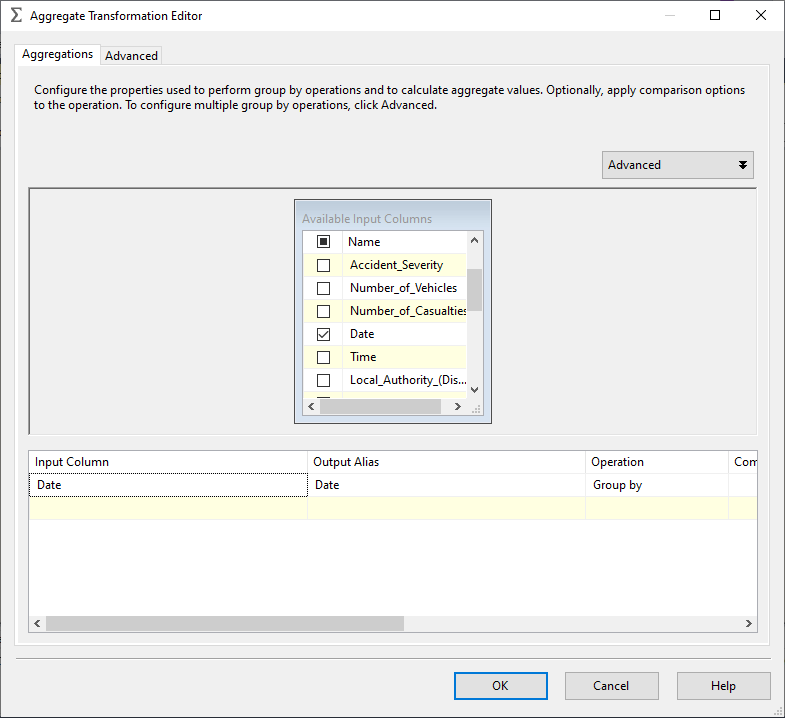 Aggregate Transformation Editor
Aggregations Advanced
Configure the properties used to perform group by operations and to calculate aggregate values. Optionally, apply comparison options
to the operation. To configure multiple group by operations, click Advanced.
Advanced
Available Input Columns
Name
Accident_Severity
Number_of_Vehicles
Number_of_Casualties
Date
Time
Local_Authority_(Dis...
Input Column Output Alias Operation Com
Date Date Group by
OK Cancel Help